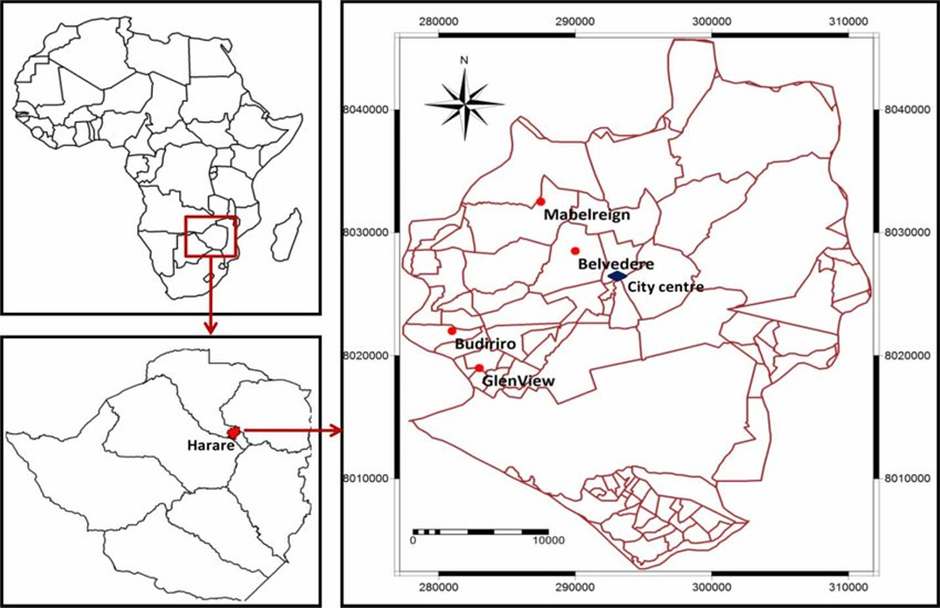 280000 290000 300000 310000
N
8040000 8040000
Mabelreign
8030000 8030000
Belvedere
City centre
Budiriro
8020000 8020000
GlenView
Harare
8010000 8010000
0 10000
280000 290000 300000 310000